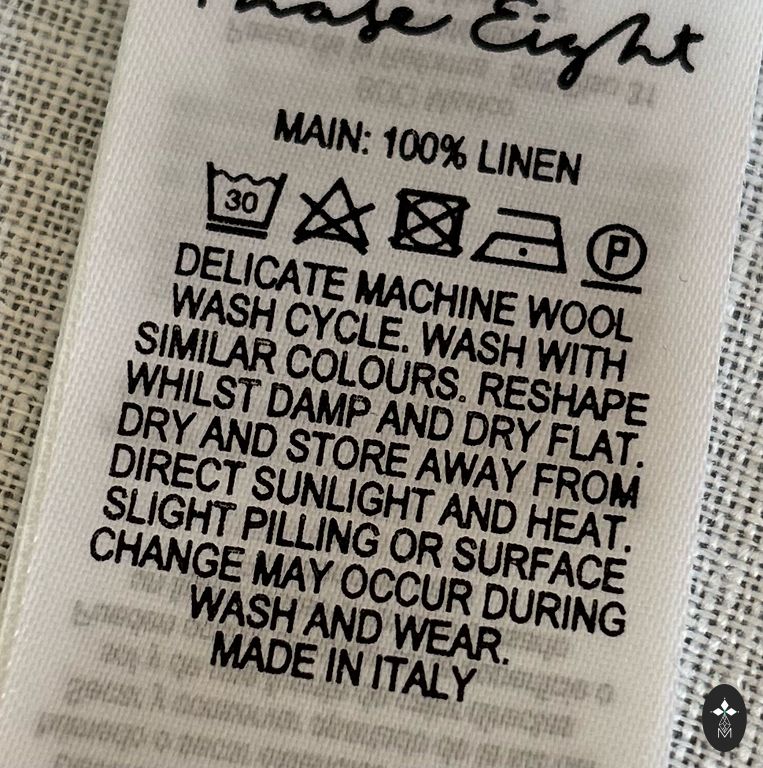 Phase Eight
MAIN: 100% LINEN
30 P
DELICATE MACHINE WOOL
WASH CYCLE. WASH WITH
SIMILAR COLOURS. RESHAPE
WHILST DAMP AND DRY FLAT.
DRY AND STORE AWAY FROM
DIRECT SUNLIGHT AND HEAT.
SLIGHT PILLING OR SURFACE
CHANGE MAY OCCUR DURING
WASH AND WEAR.
MADE IN ITALY
M